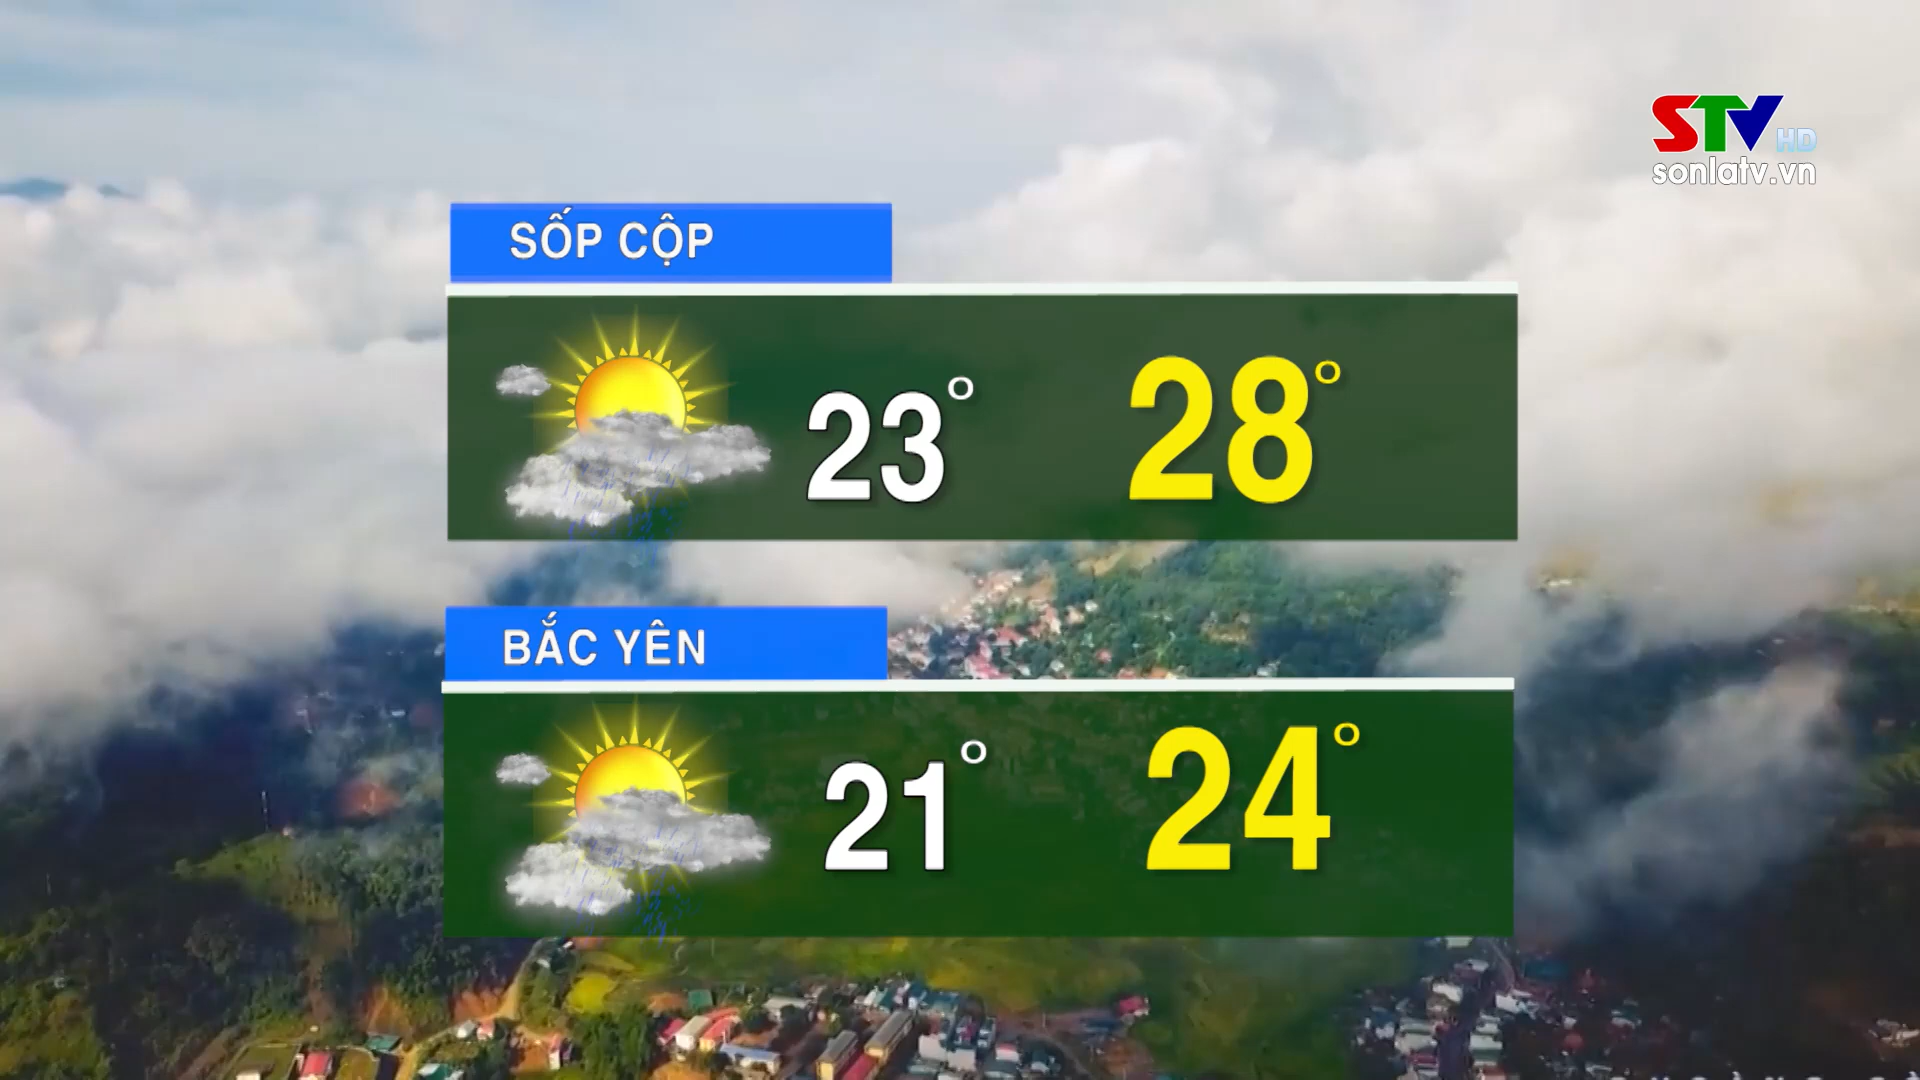 STV HD
sonlatv.vn
SỐP CỘP
23° 28°
BẮC YÊN
21° 24°